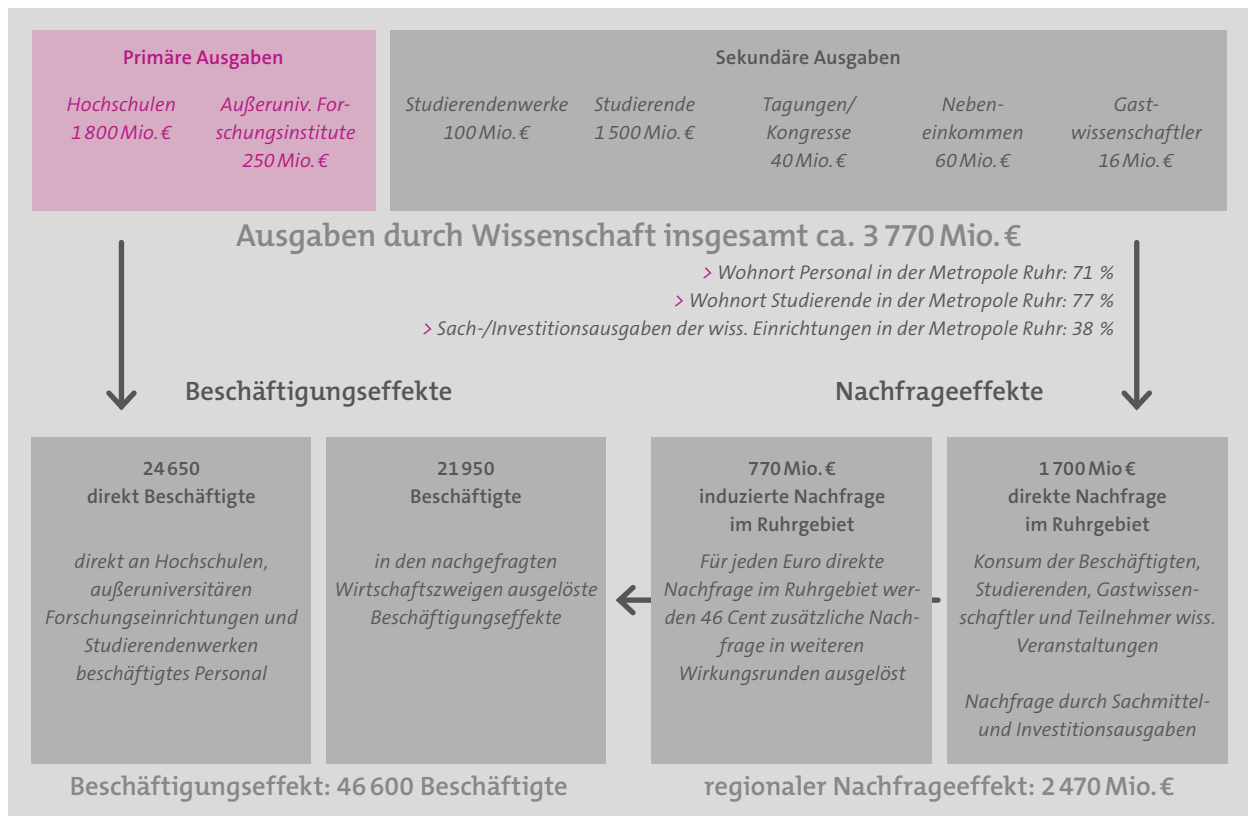 Primäre Ausgaben
Hochschulen
1 800 Mio. €
Außeruniv. For-
schungsinstitute
250 Mio. €
Sekundäre Ausgaben
Studierendenwerke
100 Mio. €
Studierende
1 500 Mio. €
Tagungen/
Kongresse
40 Mio. €
Neben-
einkommen
60 Mio. €
Gast-
wissenschaftler
16 Mio. €
Ausgaben durch Wissenschaft insgesamt ca. 3 770 Mio. €
> Wohnort Personal in der Metropole Ruhr: 71 %
> Wohnort Studierende in der Metropole Ruhr: 77 %
> Sach-/Investitionsausgaben der wiss. Einrichtungen in der Metropole Ruhr: 38 %
Beschäftigungseffekte
Nachfrageeffekte
24 650
direkt Beschäftigte
direkt an Hochschulen,
außeruniversitären
Forschungseinrichtungen und
Studierendenwerken
beschäftigtes Personal
21 950
Beschäftigte
in den nachgefragten
Wirtschaftszweigen ausgelöste
Beschäftigungseffekte
770 Mio. €
induzierte Nachfrage
im Ruhrgebiet
Für jeden Euro direkte
Nachfrage im Ruhrgebiet wer-
den 46 Cent zusätzliche Nach-
frage in weiteren
Wirkungsrunden ausgelöst
1 700 Mio €
direkte Nachfrage
im Ruhrgebiet
Konsum der Beschäftigten,
Studierenden, Gastwissen-
schaftler und Teilnehmer wiss.
Veranstaltungen
Nachfrage durch Sachmittel-
und Investitionsausgaben
Beschäftigungseffekt: 46 600 Beschäftigte
regionaler Nachfrageeffekt: 2 470 Mio. €